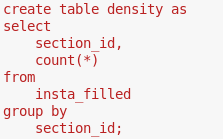 create table density as
select
    section_id,
    count(*)
from
    insta_filled
group by
    section_id;